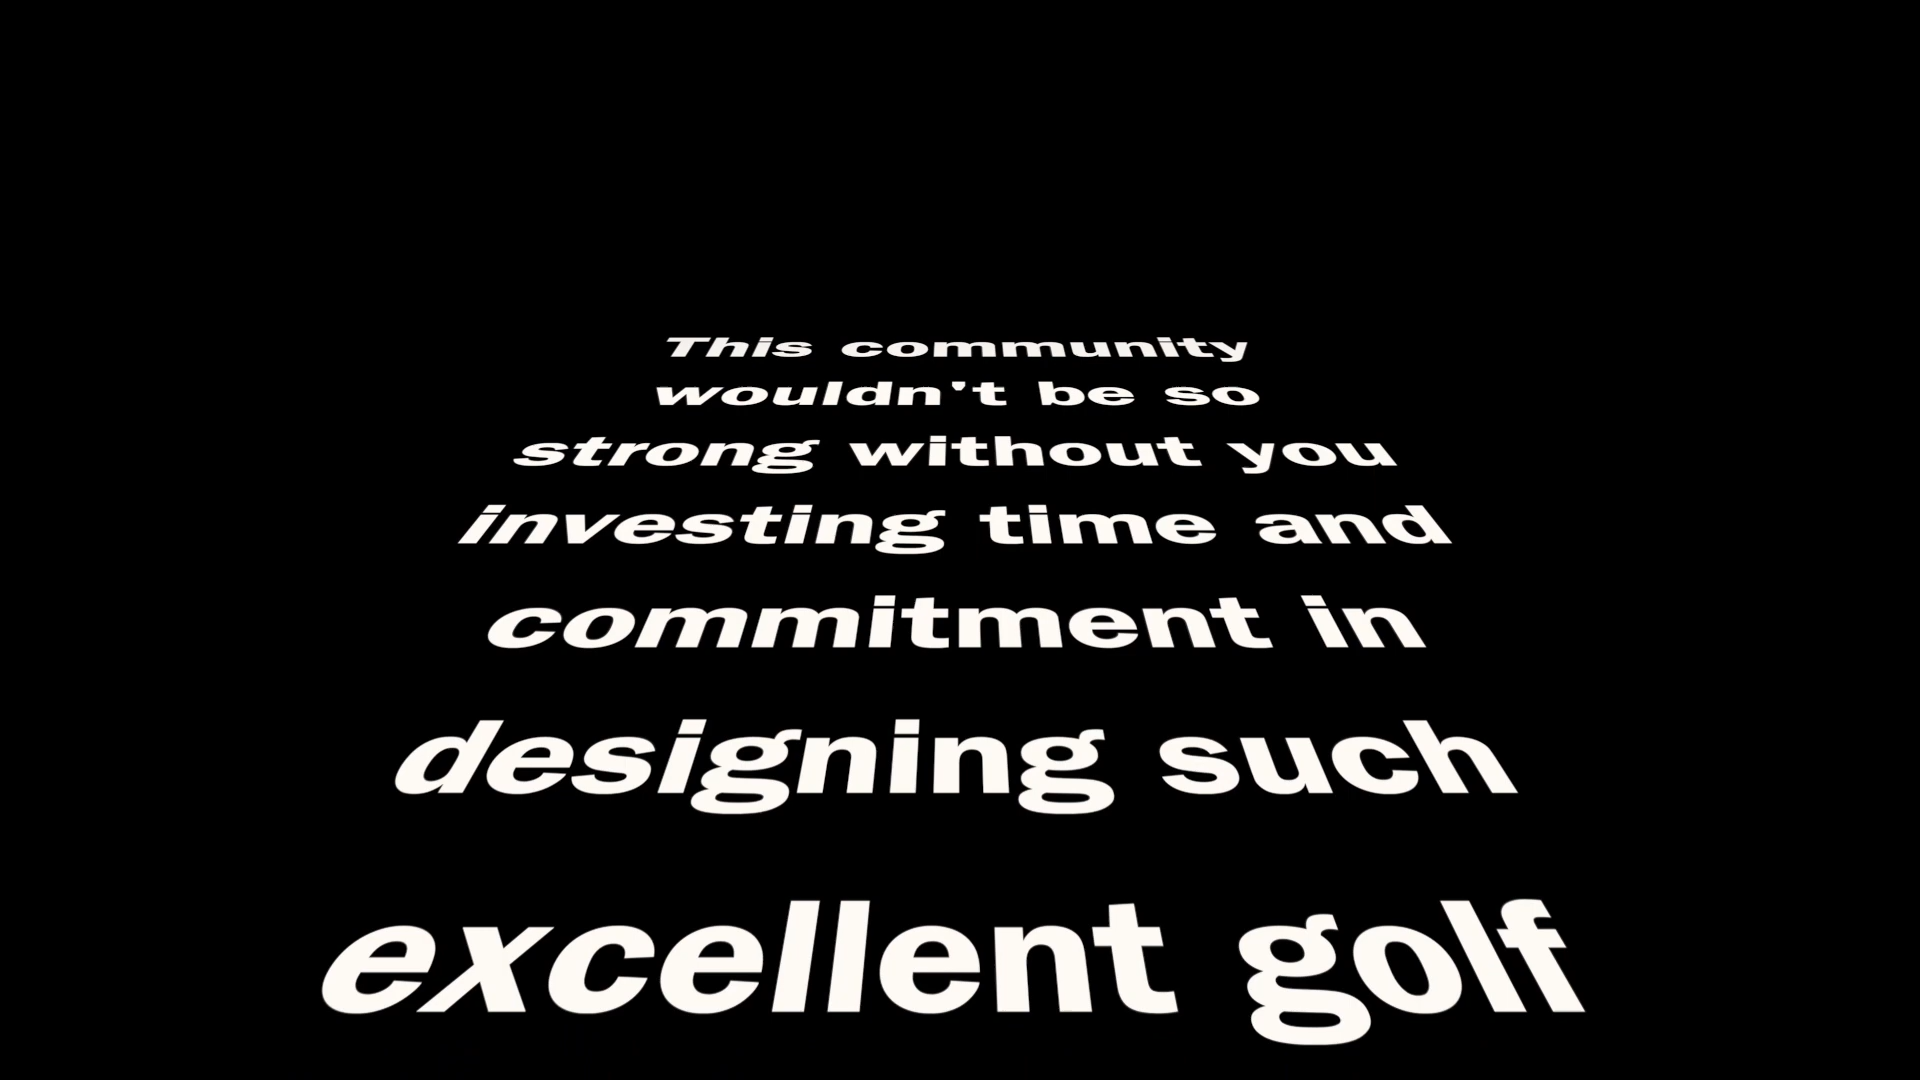 This community
wouldn't be so
strong without you
investing time and
commitment in
designing such
excellent golf